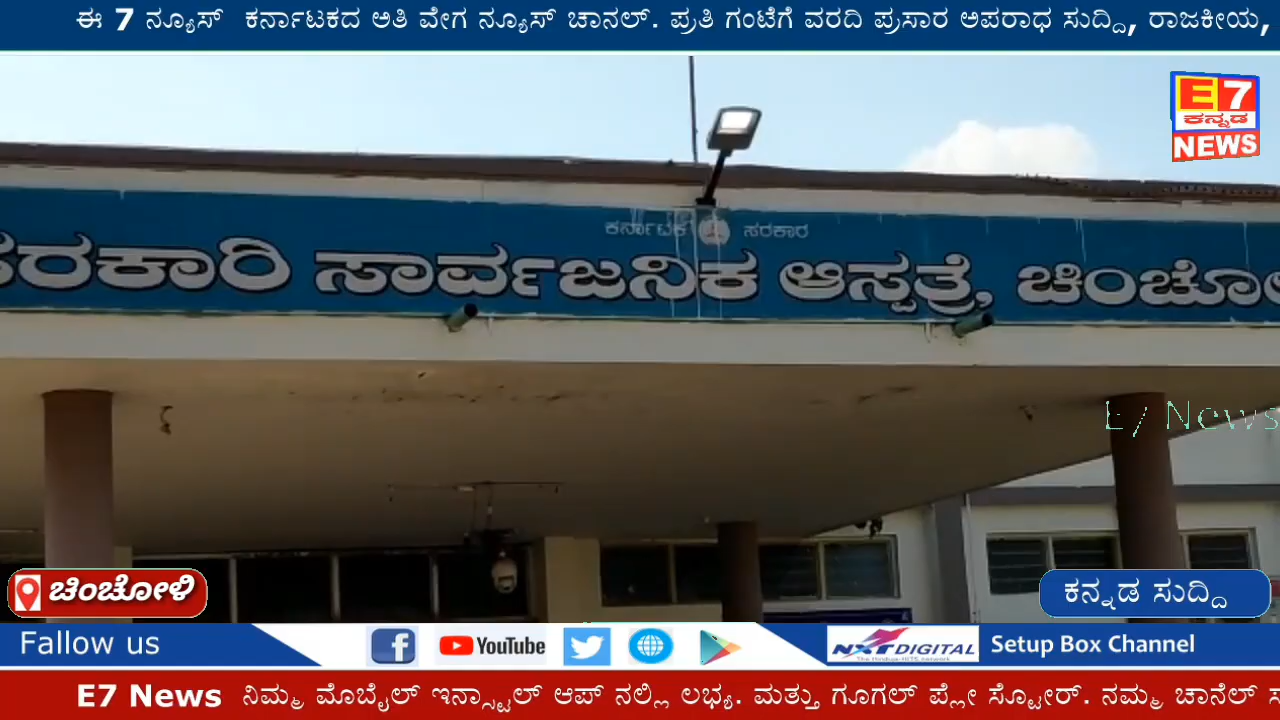 ಈ 7 ನ್ಯೂಸ್ ಕರ್ನಾಟಕದ ಅತಿ ವೇಗ ನ್ಯೂಸ್ ಚಾನಲ್. ಪ್ರತಿ ಗಂಟೆಗೆ ವರದಿ ಪ್ರಸಾರ ಅಪರಾಧ ಸುದ್ದಿ, ರಾಜಕೀಯ,
E7
ಕನ್ನಡ
NEWS
ಕರ್ನಾಟಕ ಸರಕಾರ
ಸರಕಾರಿ ಸಾರ್ವಜನಿಕ ಆಸ್ಪತ್ರೆ, ಚಿಂಚೋ
E7 News
ಚಿಂಚೋಳಿ
ಕನ್ನಡ ಸುದ್ದಿ
Fallow us
YouTube
NXTDIGITAL
Setup Box Channel
E7 News ನಿಮ್ಮ ಮೊಬೈಲ್ ಇನ್ಸ್ಟಾಲ್ ಆಪ್ ನಲ್ಲಿ ಲಭ್ಯ. ಮತ್ತು ಗೂಗಲ್ ಪ್ಲೇ ಸ್ಟೋರ್. ನಮ್ಮ ಚಾನೆಲ್